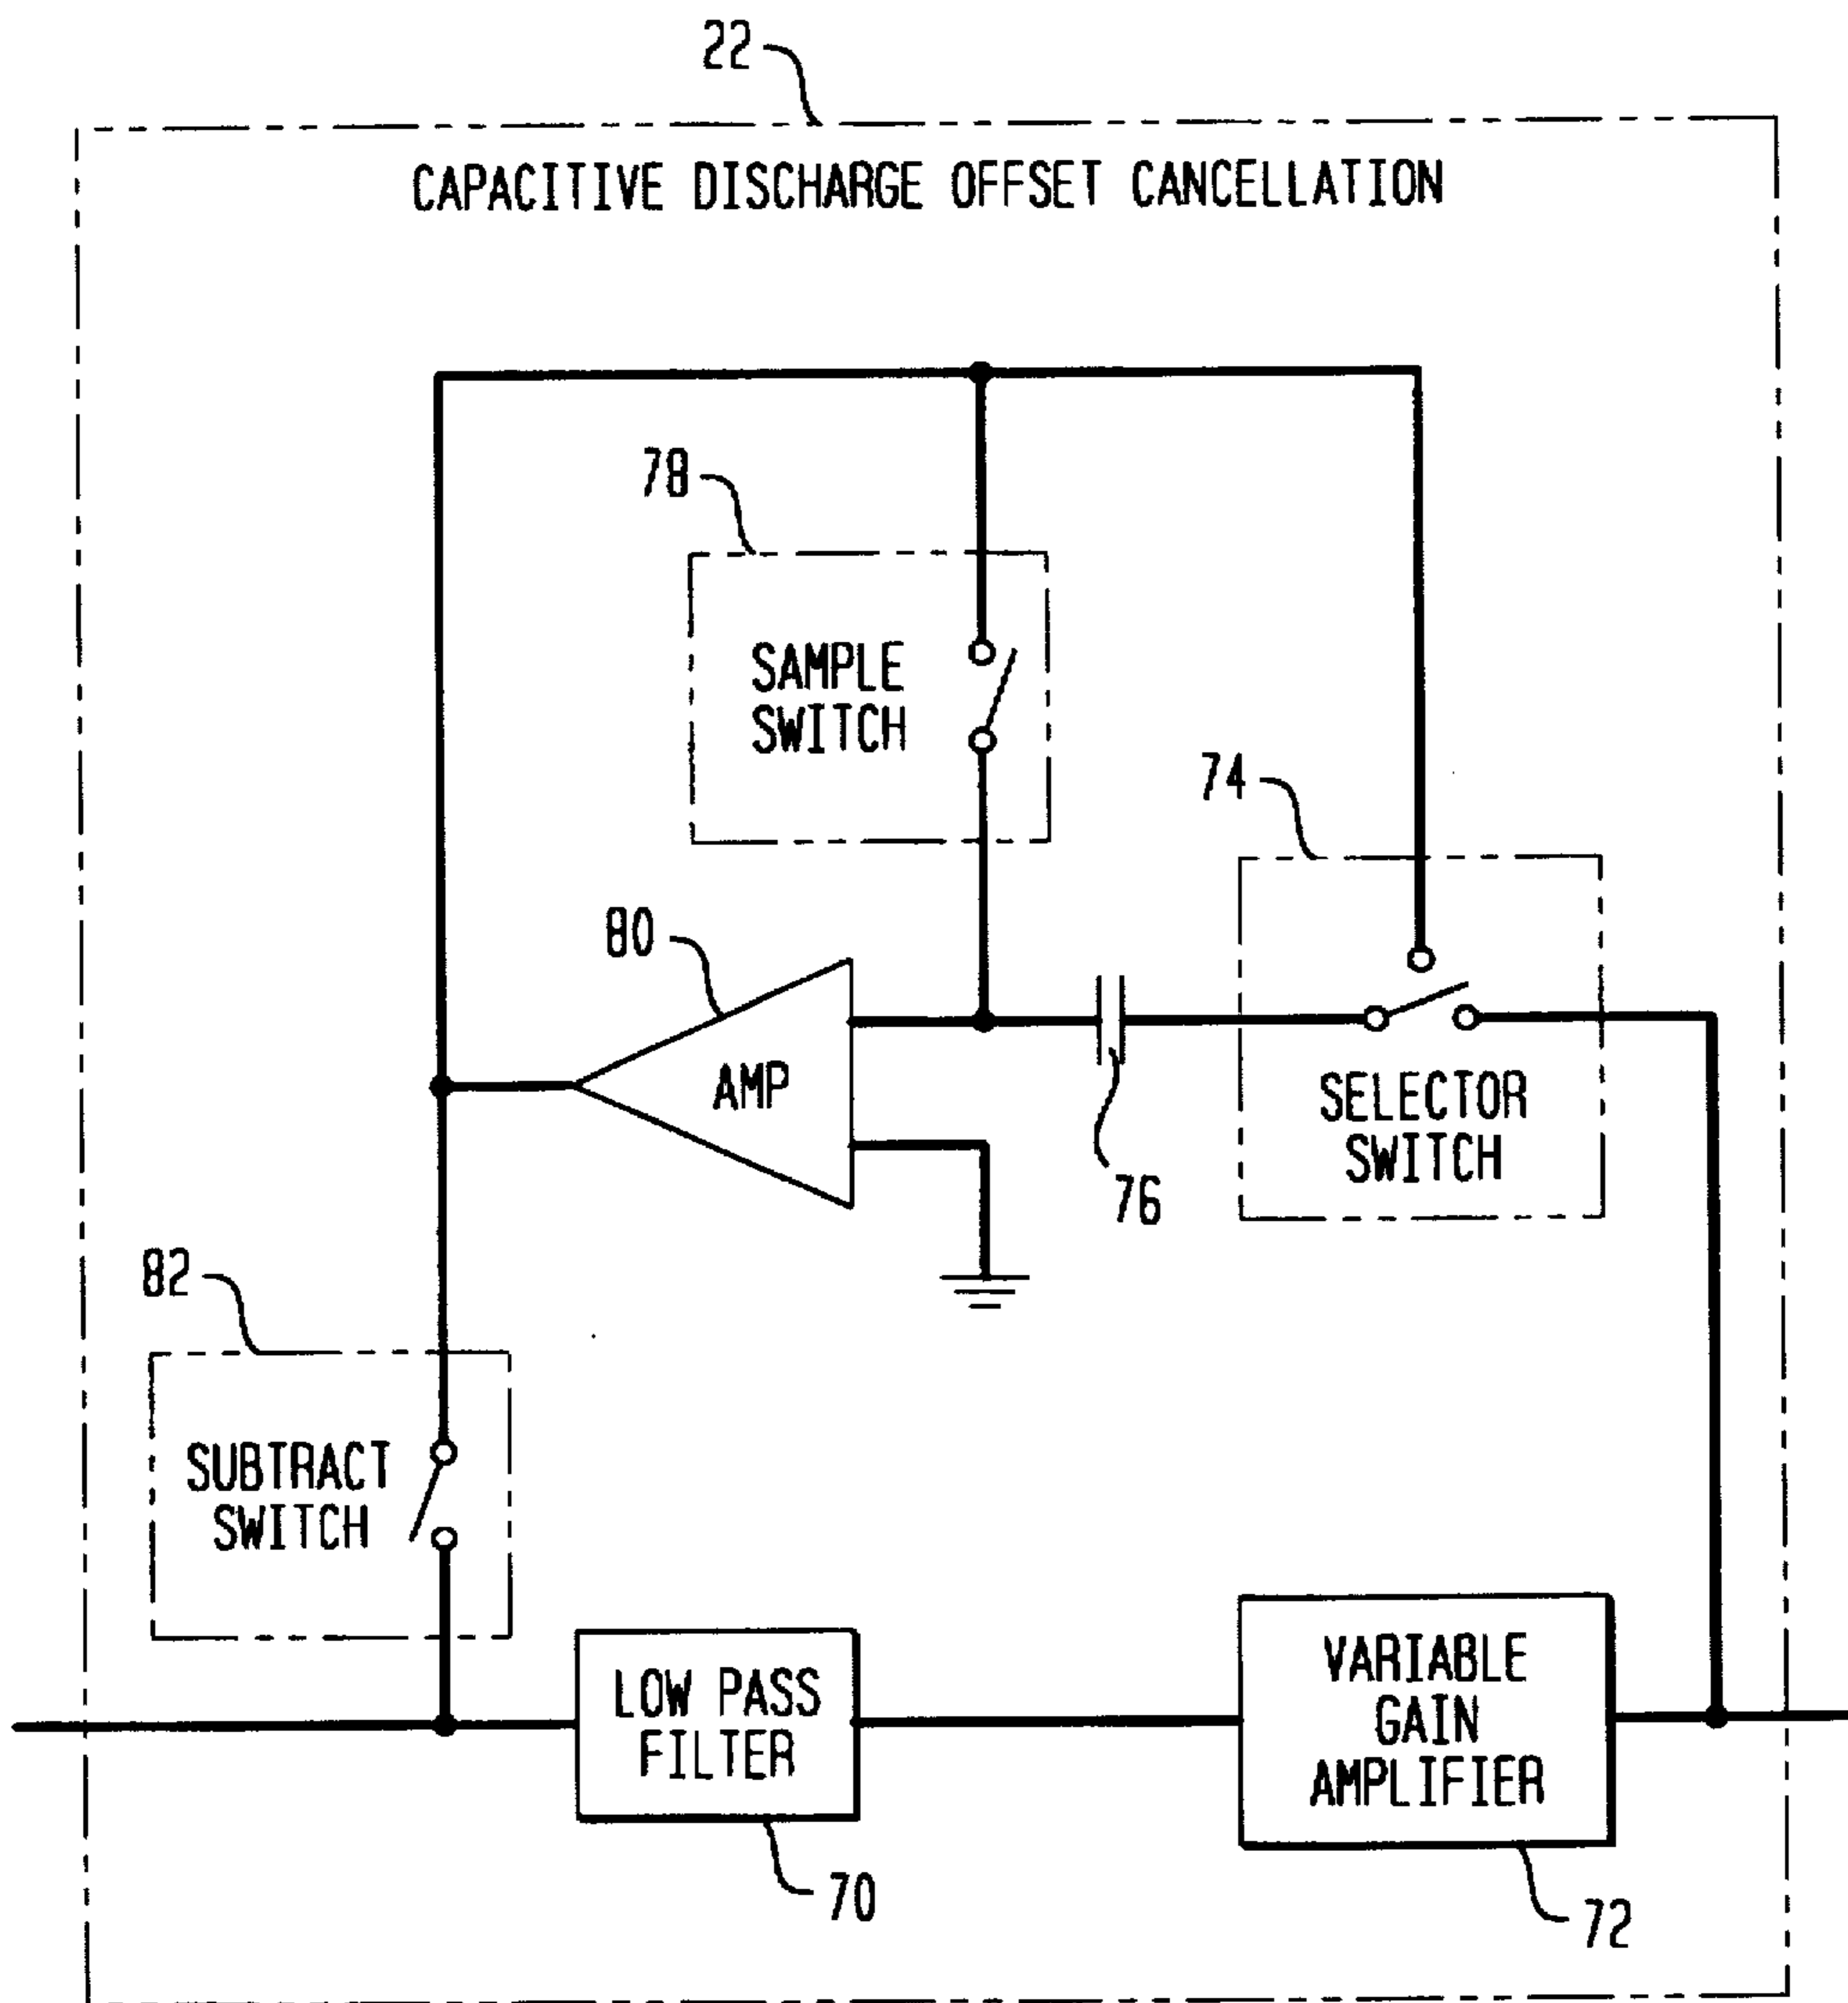 22
CAPACITIVE DISCHARGE OFFSET CANCELLATION
78
SAMPLE
SWITCH
74
80
AMP
SELECTOR
SWITCH
76
82
SUBTRACT
SWITCH
LOW PASS
FILTER
VARIABLE
GAIN
AMPLIFIER
70
72